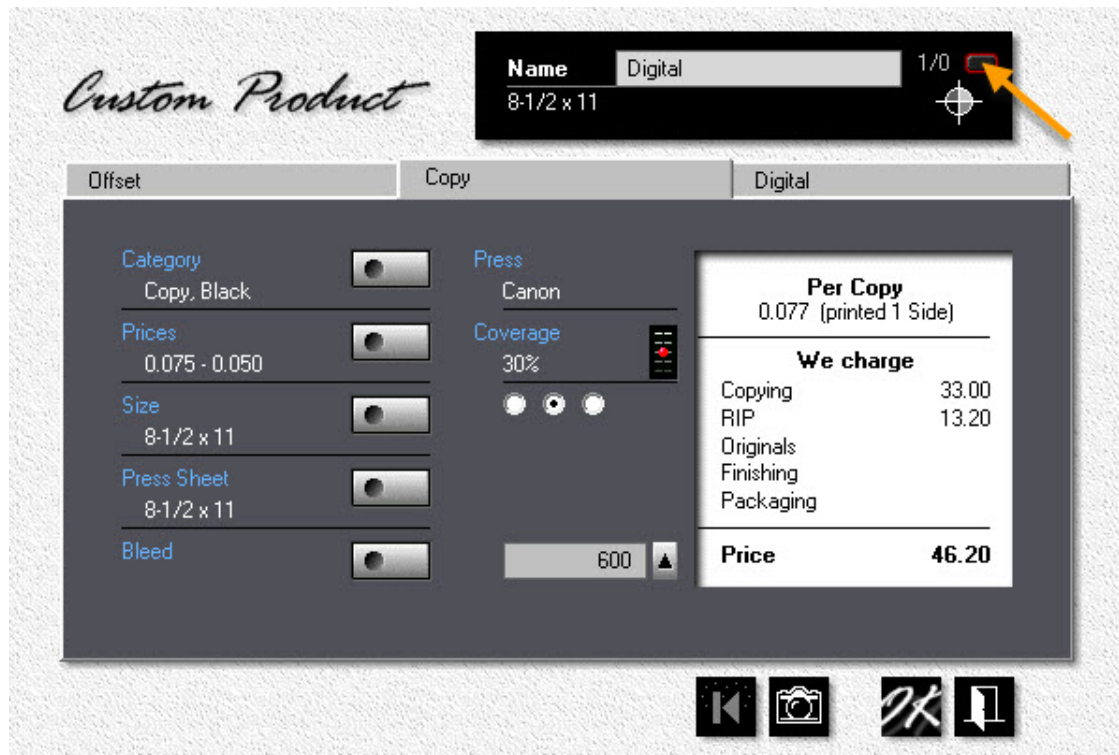 Custom Product
Name Digital 1/0
8-1/2 x 11
Offset Copy Digital
Category
Copy, Black
Prices
0.075 - 0.050
Size
8-1/2 x 11
Press Sheet
8-1/2 x 11
Bleed
Press
Canon
Coverage
30%
600
Per Copy
0.077 (printed 1 Side)
We charge
Copying 33.00
RIP 13.20
Originals
Finishing
Packaging
Price 46.20
OK